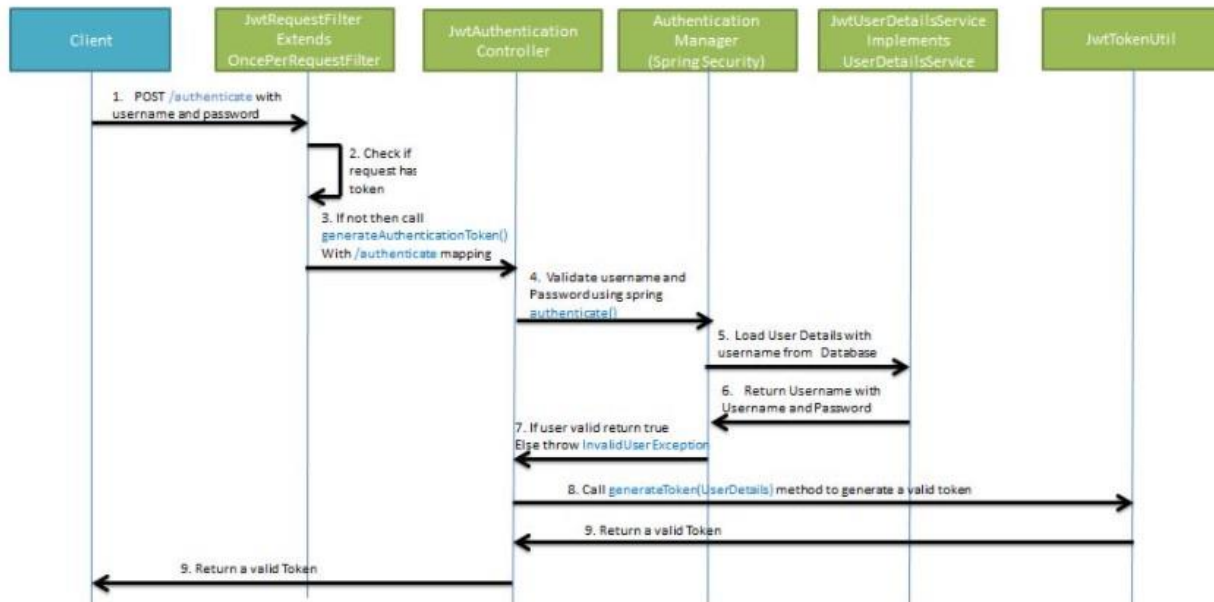 Client
JwtRequestFilter
Extends
OncePerRequestFilter
JwtAuthentication
Controller
Authentication
Manager
(Spring Security)
JwtUserDetailsService
Implements
UserDetailsService
JwtTokenUtil
1. POST /authenticate with
username and password
2. Check if
request has
token
3. If not then call
generateAuthenticationToken()
With /authenticate mapping
4. Validate username and
Password using spring
authenticate()
5. Load User Details with
username from Database
6. Return Username with
Username and Password
7. If user valid return true
Else throw InvalidUserException
8. Call generateToken(UserDetails) method to generate a valid token
9. Return a valid Token
9. Return a valid Token